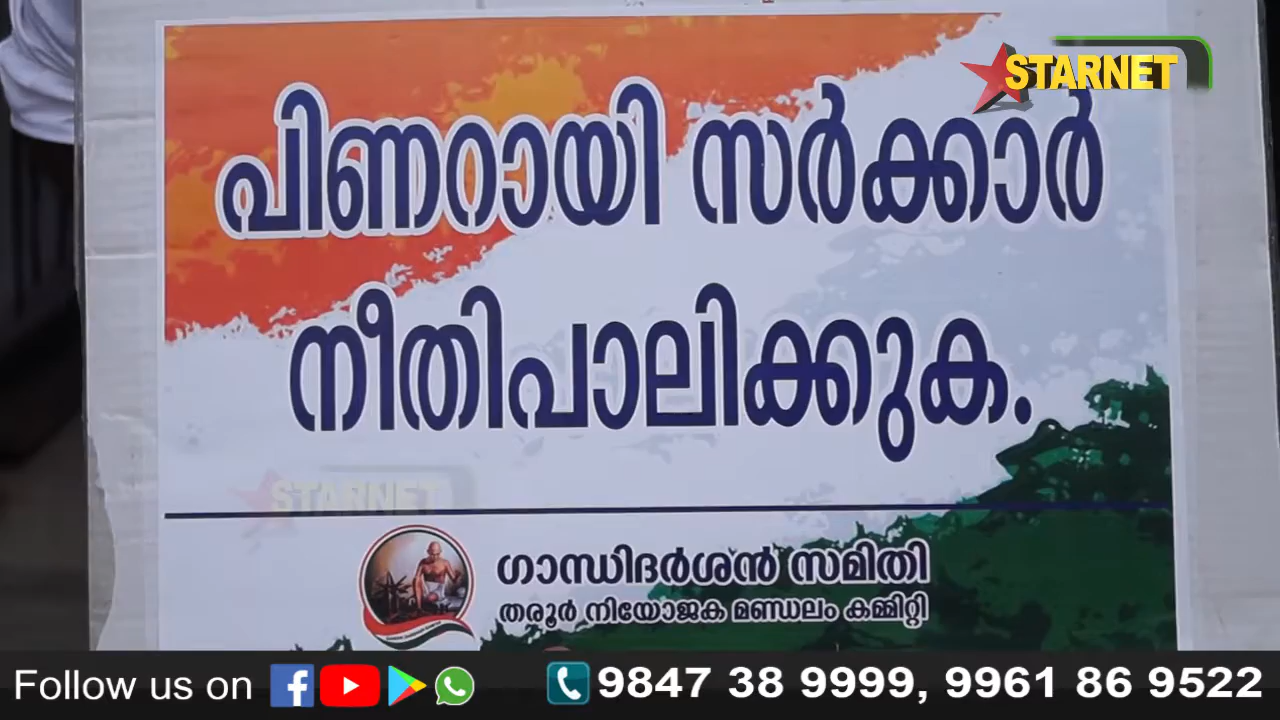 STARNET
പിണറായി സർക്കാർ
നീതിപാലിക്കുക.
STARNET
ഗാന്ധിദർശൻ സമിതി
തരൂർ നിയോജക മണ്ഡലം കമ്മിറ്റി
Follow us on 9847 38 9999, 9961 86 9522